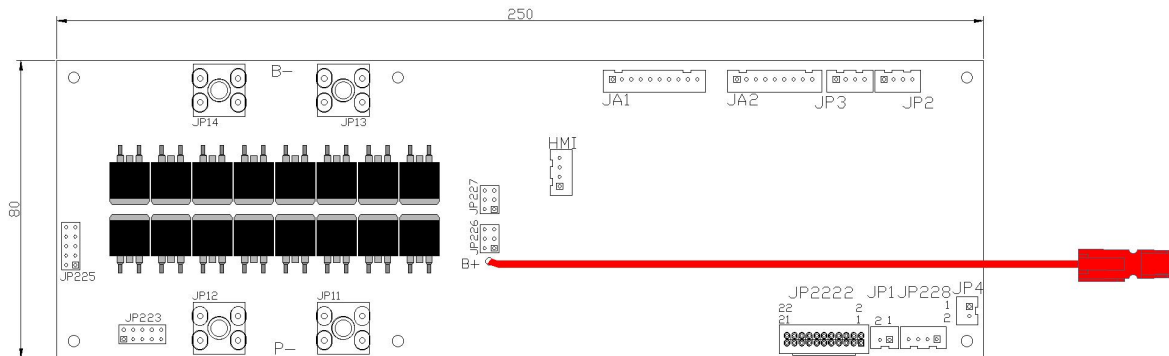 250
B-
JP14
JP13
JA1
JA2
JP3
JP2
HMI
80
JP227
JP226
JP225
B+
JP12
JP11
JP2222
JP1
JP228
JP4
22
2
21
1
2 1
1
2
JP223
P-